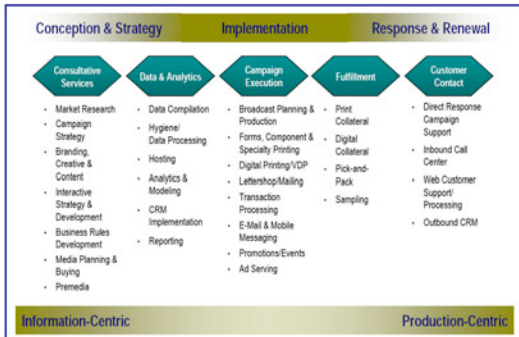 Conception & Strategy
Implementation
Response & Renewal
Consultative
Services
Data & Analytics
Campaign
Execution
Fulfillment
Customer
Contact
• Market Research
• Campaign
Strategy
• Branding,
Creative &
Content
• Interactive
Strategy &
Development
• Business Rules
Development
• Media Planning &
Buying
• Premedia
• Data Compilation
• Hygiene/
Data Processing
• Hosting
• Analytics &
Modeling
• CRM
Implementation
• Reporting
• Broadcast Planning &
Production
• Forms, Component &
Specialty Printing
• Digital Printing/VDP
• Lettershop/Mailing
• Transaction
Processing
• E-Mail & Mobile
Messaging
• Promotions/Events
• Ad Serving
• Print
Collateral
• Digital
Collateral
• Pick-and-
Pack
• Sampling
• Direct Response
Campaign
Support
• Inbound Call
Center
• Web Customer
Support/
Processing
• Outbound CRM
Information-Centric
Production-Centric